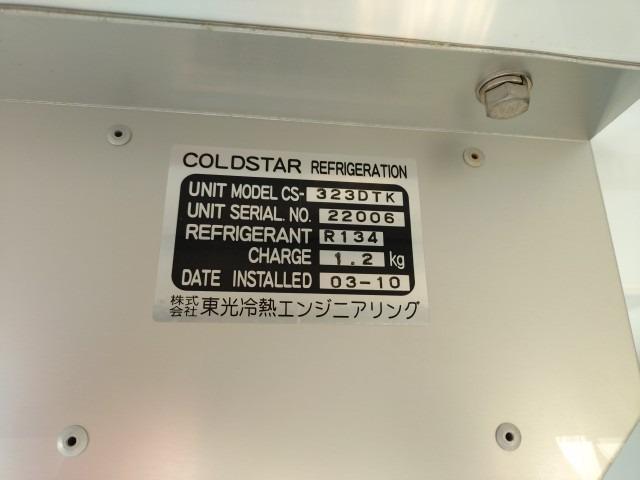 COLDSTAR REFRIGERATION
UNIT MODEL CS-323DTK
UNIT SERIAL. NO. 22006
REFRIGERANT R134
CHARGE 1.2 kg
DATE INSTALLED 03-10
株式会社 東光冷熱エンジニアリング